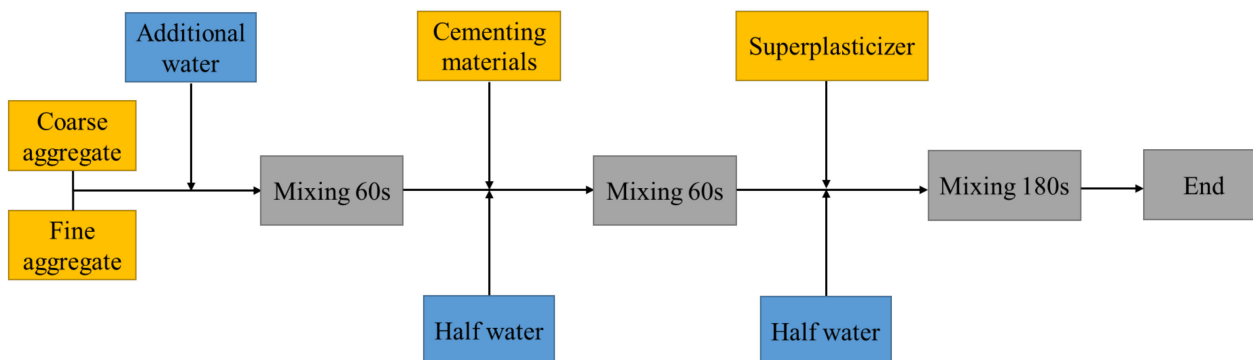 Additional
water
Cementing
materials
Superplasticizer
Coarse
aggregate
Mixing 60s
Mixing 60s
Mixing 180s
End
Fine
aggregate
Half water
Half water